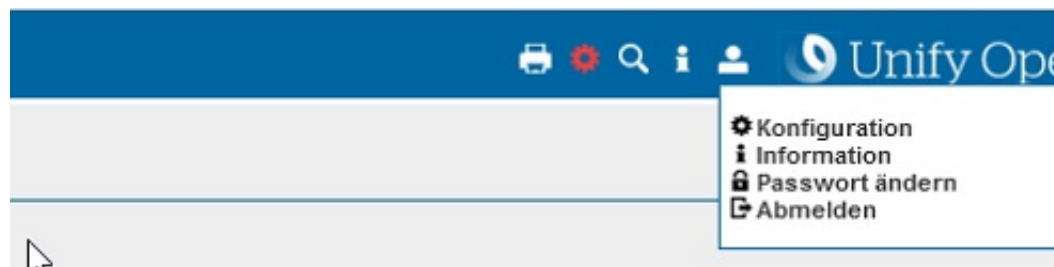 Unify Ope
Konfiguration
Information
Passwort ändern
Abmelden